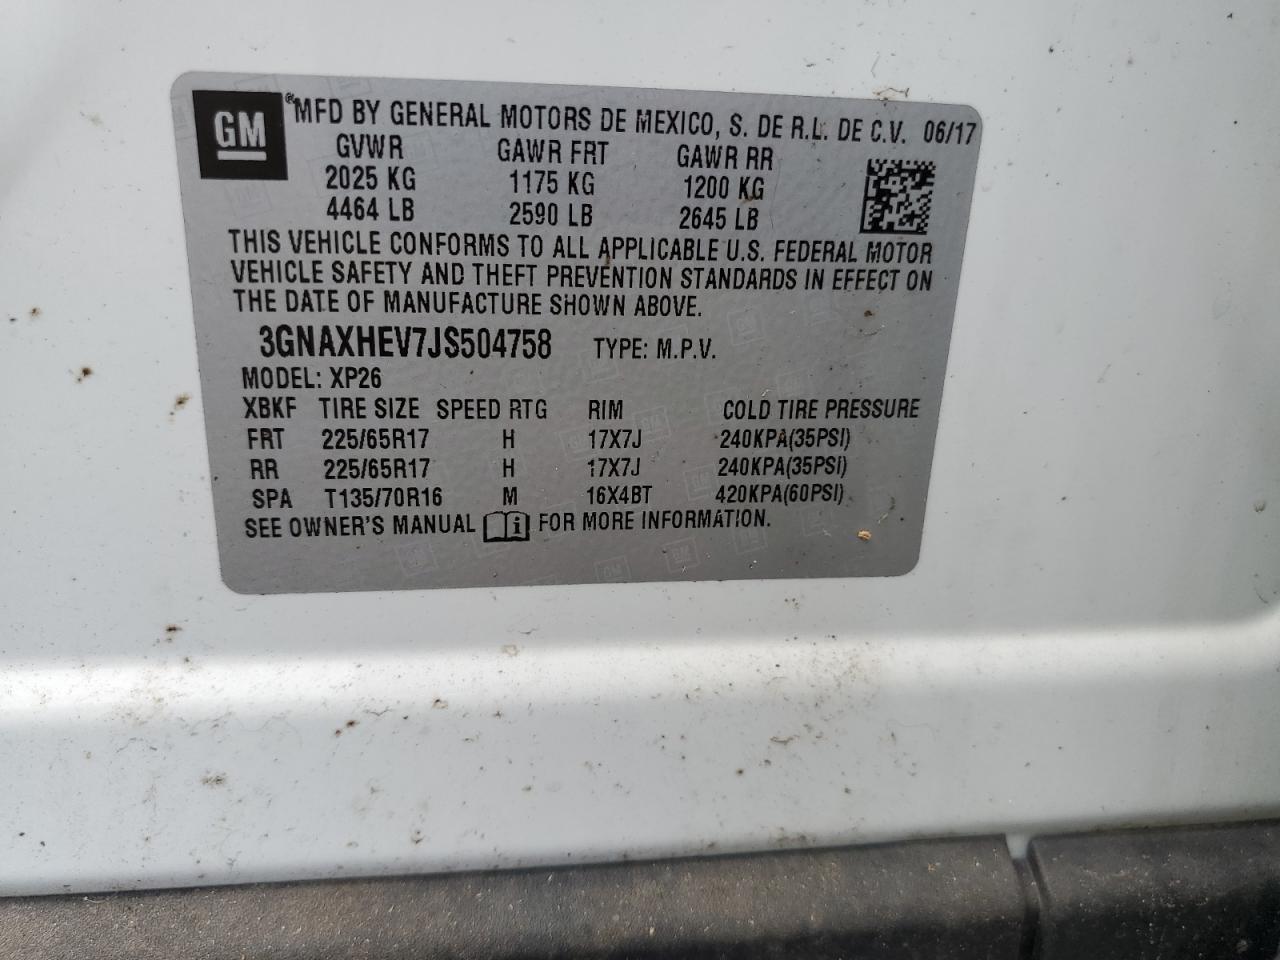 GM ® MFD BY GENERAL MOTORS DE MEXICO, S. DE R.L. DE C.V. 06/17
GVWR GAWR FRT GAWR RR
2025 KG 1175 KG 1200 KG
4464 LB 2590 LB 2645 LB
THIS VEHICLE CONFORMS TO ALL APPLICABLE U.S. FEDERAL MOTOR
VEHICLE SAFETY AND THEFT PREVENTION STANDARDS IN EFFECT ON
THE DATE OF MANUFACTURE SHOWN ABOVE.
3GNAXHEV7JS504758 TYPE: M.P.V.
MODEL: XP26
XBKF TIRE SIZE SPEED RTG RIM COLD TIRE PRESSURE
FRT 225/65R17 H 17X7J 240KPA(35PSI)
RR 225/65R17 H 17X7J 240KPA(35PSI)
SPA T135/70R16 M 16X4BT 420KPA(60PSI)
SEE OWNER'S MANUAL i FOR MORE INFORMATION.